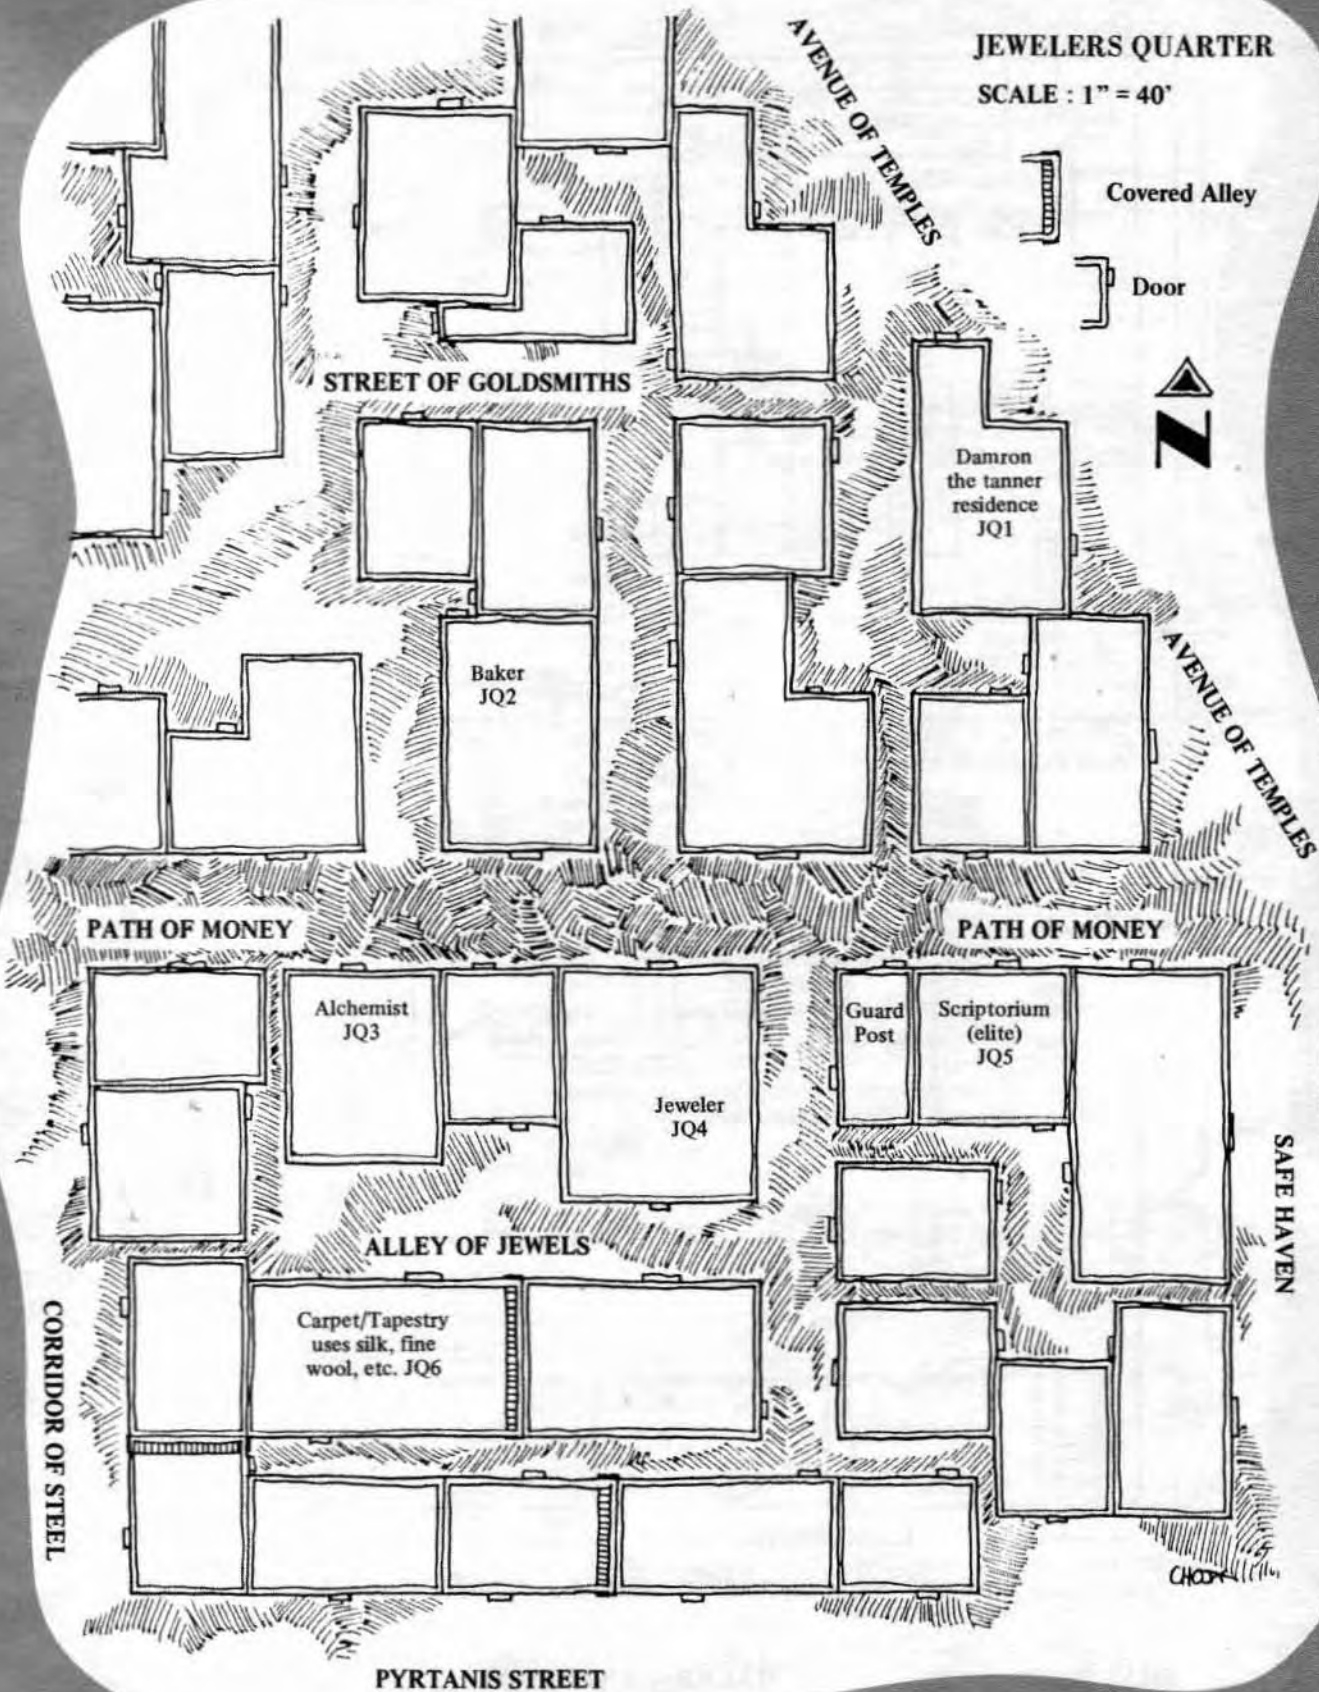 JEWELERS QUARTER
SCALE : 1” = 40’
AVENUE OF TEMPLES
Covered Alley
Door
N
STREET OF GOLDSMITHS
Damron
the tanner
residence
JQ1
Baker
JQ2
AVENUE OF TEMPLES
PATH OF MONEY
PATH OF MONEY
Alchemist
JQ3
Jeweler
JQ4
Guard
Post
Scriptorium
(elite)
JQ5
SAFE HAVEN
ALLEY OF JEWELS
Carpet/Tapestry
uses silk, fine
wool, etc. JQ6
CORRIDOR OF STEEL
PYRTANIS STREET